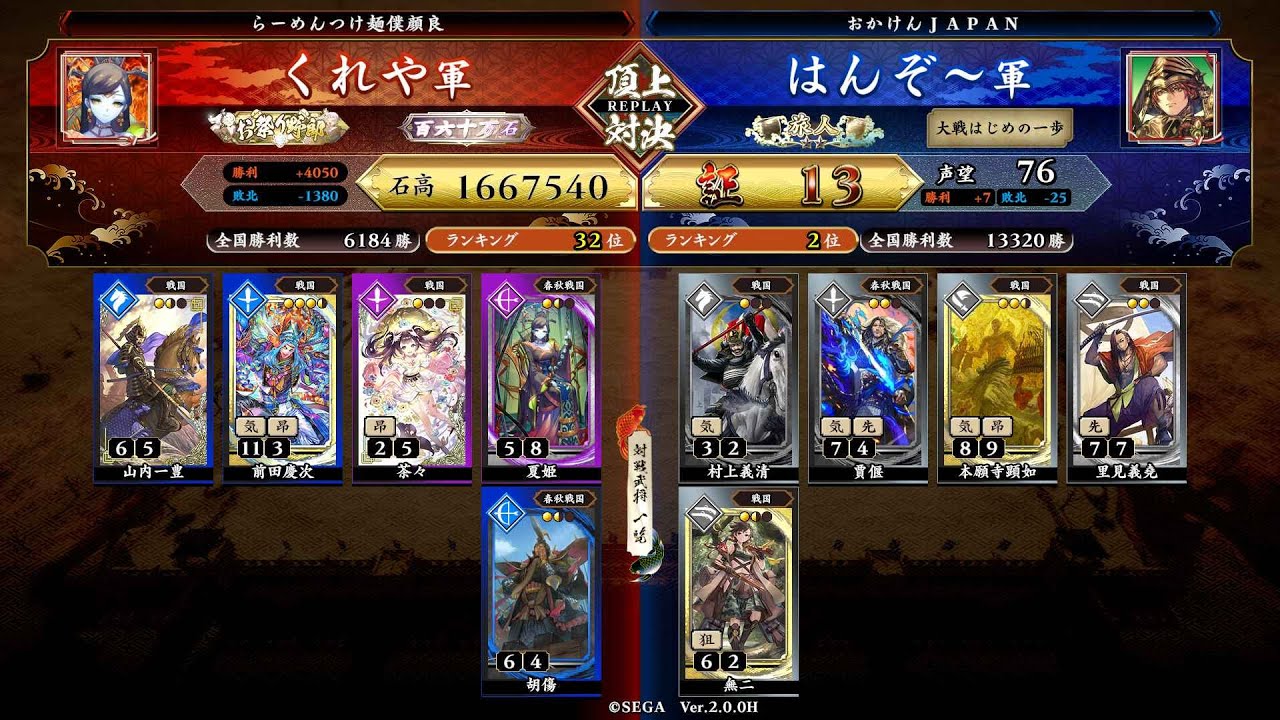 らーめんつけ麺僕顔良
おかけんJAPAN
くれや軍
頂上
REPLAY
対決
はんぞ～軍
お祭り野郎
百六十万石
旅人
大戦はじめの一歩
勝利 +4050
敗北 -1380
石高 1667540
証 13
声望 76
勝利 +7 敗北 -25
全国勝利数 6184勝
ランキング 32位
ランキング 2位
全国勝利数 13320勝
戦国
戦国
戦国
春秋戦国
戦国
春秋戦国
戦国
戦国
気 昂
昂
気
気 先
気 昂
先
6 5
11 3
2 5
5 8
3 2
7 4
8 9
7 7
山内一豊
前田慶次
茶々
夏姫
村上義清
賈偃
本願寺顕如
里見義堯
対戦武将一覧
春秋戦国
戦国
狙
6 4
6 2
胡傷
無二
©SEGA Ver.2.0.0H